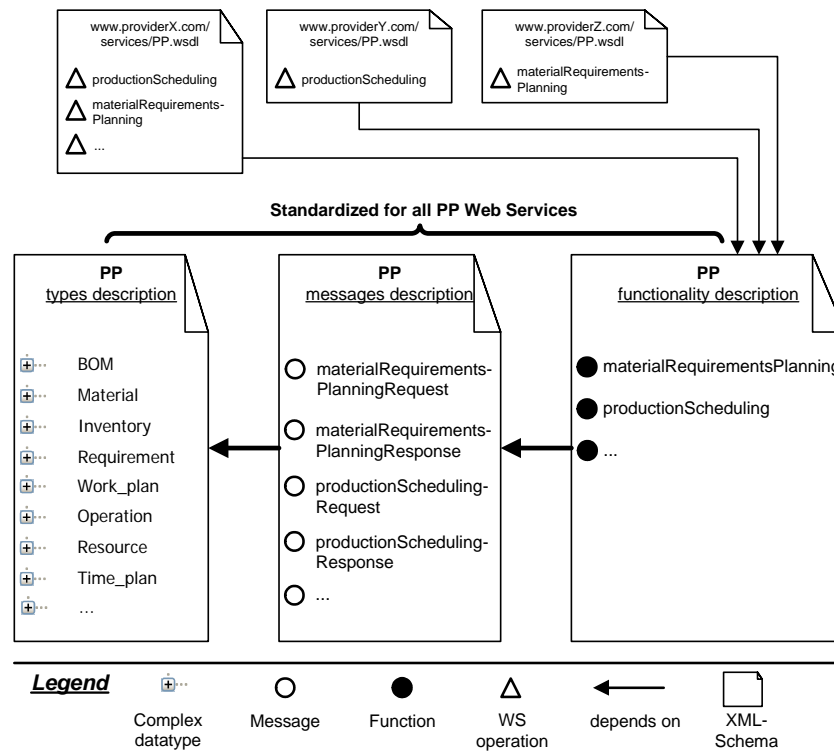 www.providerX.com/
services/PP.wsdl
productionScheduling
materialRequirements-
Planning
...
www.providerY.com/
services/PP.wsdl
productionScheduling
www.providerZ.com/
services/PP.wsdl
materialRequirements-
Planning
Standardized for all PP Web Services
PP
types description
BOM
Material
Inventory
Requirement
Work_plan
Operation
Resource
Time_plan
...
PP
messages description
materialRequirements-
PlanningRequest
materialRequirements-
PlanningResponse
productionScheduling-
Request
productionScheduling-
Response
...
PP
functionality description
materialRequirementsPlanning
productionScheduling
...
Legend
Complex
datatype
Message
Function
WS
operation
depends on
XML-
Schema